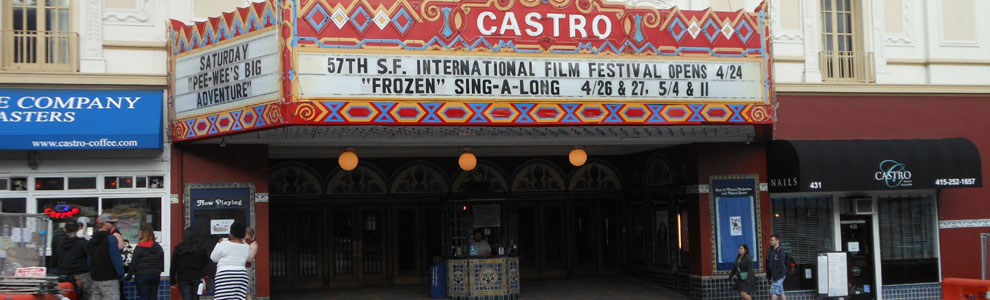 CASTRO
SATURDAY
"PEE-WEE'S BIG
ADVENTURE"
57TH S.F. INTERNATIONAL FILM FESTIVAL OPENS 4/24
"FROZEN" SING-A-LONG 4/26 & 27, 5/4 & 11
E COMPANY
ASTERS
www.castro-coffee.com
Now Playing
NAILS
431
CASTRO
415-252-1657